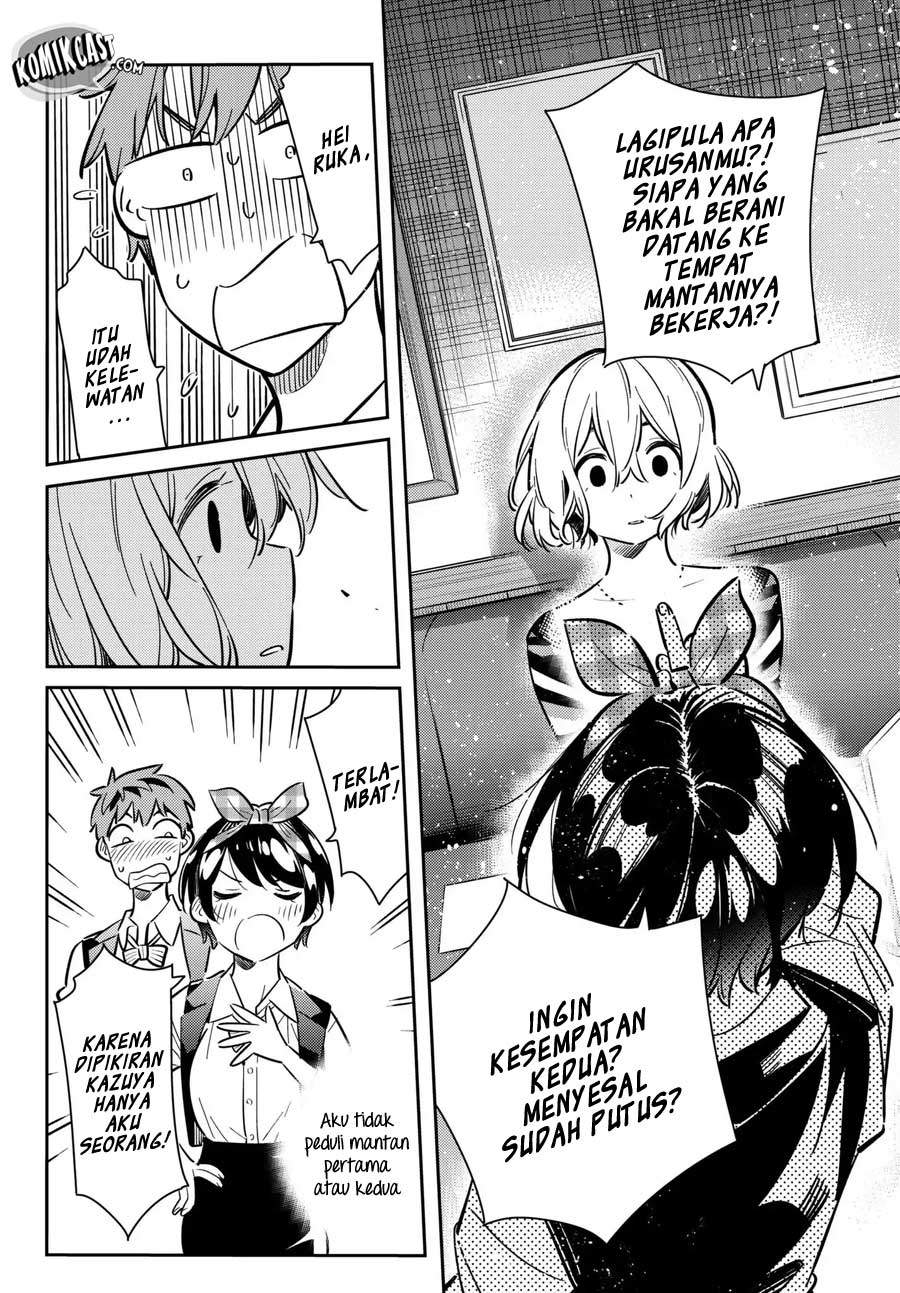 LAGIPULA APA
URUSANMU?!
SIAPA YANG
BAKAL BERANI
DATANG KE
TEMPAT
MANTANNYA
BEKERJA?!
INGIN
KESEMPATAN
KEDUA?
MENYESAL
SUDAH PUTUS?
KOMIKCAST
.COM
HEI
RUKA,
ITU
UDAH
KELE-
WATAN
...
TERLA-
MBAT!
Aku tidak
peduli mantan
pertama
atau kedua
KARENA
DIPIKIRAN
KAZUYA
HANYA
AKU
SEORANG!